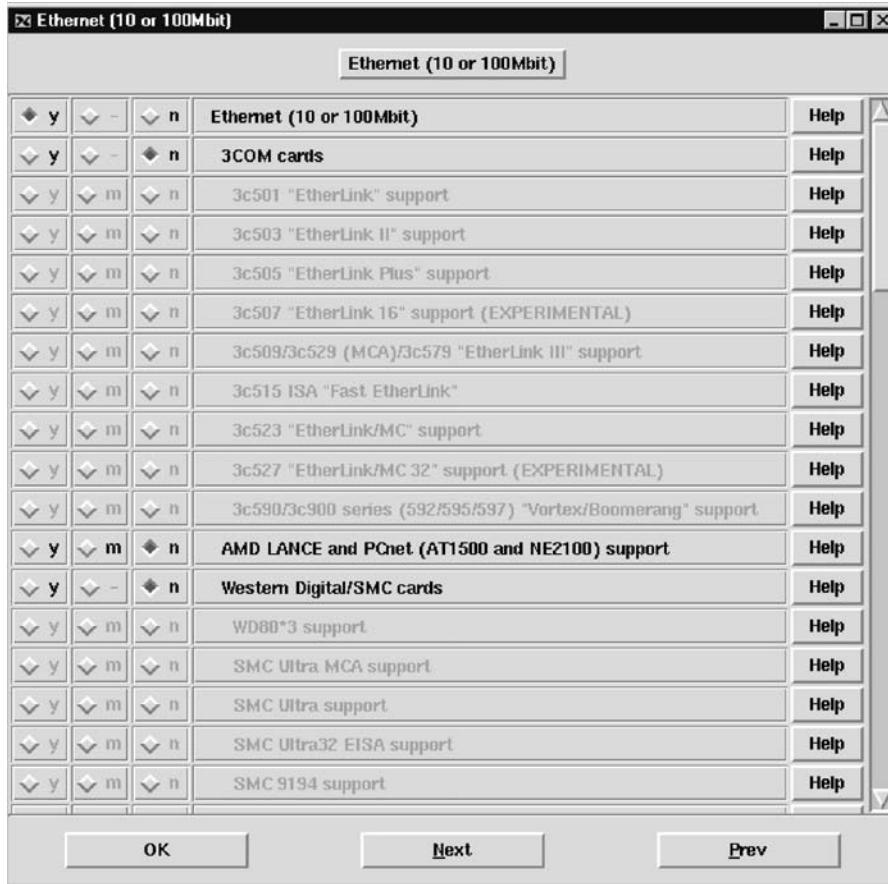 Ethernet (10 or 100Mbit)
Ethernet (10 or 100Mbit)
y - n Ethernet (10 or 100Mbit) Help
y - n 3COM cards Help
y m n 3c501 "EtherLink" support Help
y m n 3c503 "EtherLink II" support Help
y m n 3c505 "EtherLink Plus" support Help
y m n 3c507 "EtherLink 16" support (EXPERIMENTAL) Help
y m n 3c509/3c529 (MCA)/3c579 "EtherLink III" support Help
y m n 3c515 ISA "Fast EtherLink" Help
y m n 3c523 "EtherLink/MC" support Help
y m n 3c527 "EtherLink/MC 32" support (EXPERIMENTAL) Help
y m n 3c590/3c900 series (592/595/597) "Vortex/Boomerang" support Help
y m n AMD LANCE and PCnet (AT1500 and NE2100) support Help
y - n Western Digital/SMC cards Help
y m n WD80*3 support Help
y m n SMC Ultra MCA support Help
y m n SMC Ultra support Help
y m n SMC Ultra32 EISA support Help
y m n SMC 9194 support Help
OK Next Prev